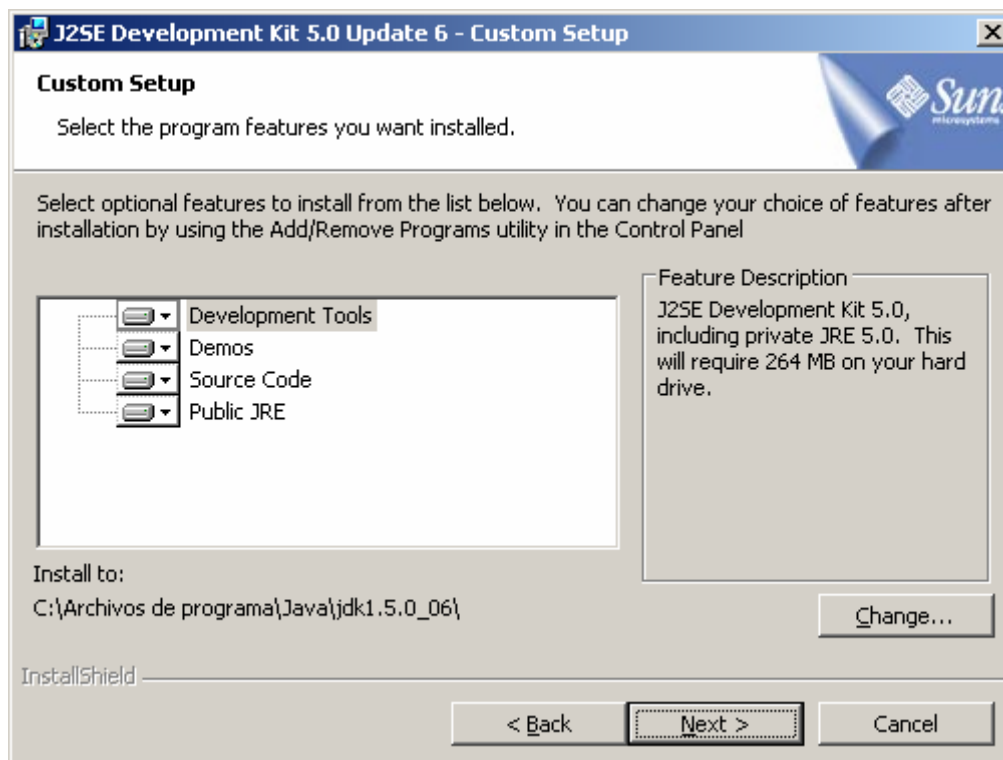 J2SE Development Kit 5.0 Update 6 - Custom Setup
Custom Setup
Select the program features you want installed.
Sun
microsystems
Select optional features to install from the list below. You can change your choice of features after
installation by using the Add/Remove Programs utility in the Control Panel
Development Tools
Demos
Source Code
Public JRE
Feature Description
J2SE Development Kit 5.0,
including private JRE 5.0. This
will require 264 MB on your hard
drive.
Install to:
C:\Archivos de programa\Java\jdk1.5.0_06\
Change...
InstallShield
< Back
Next >
Cancel